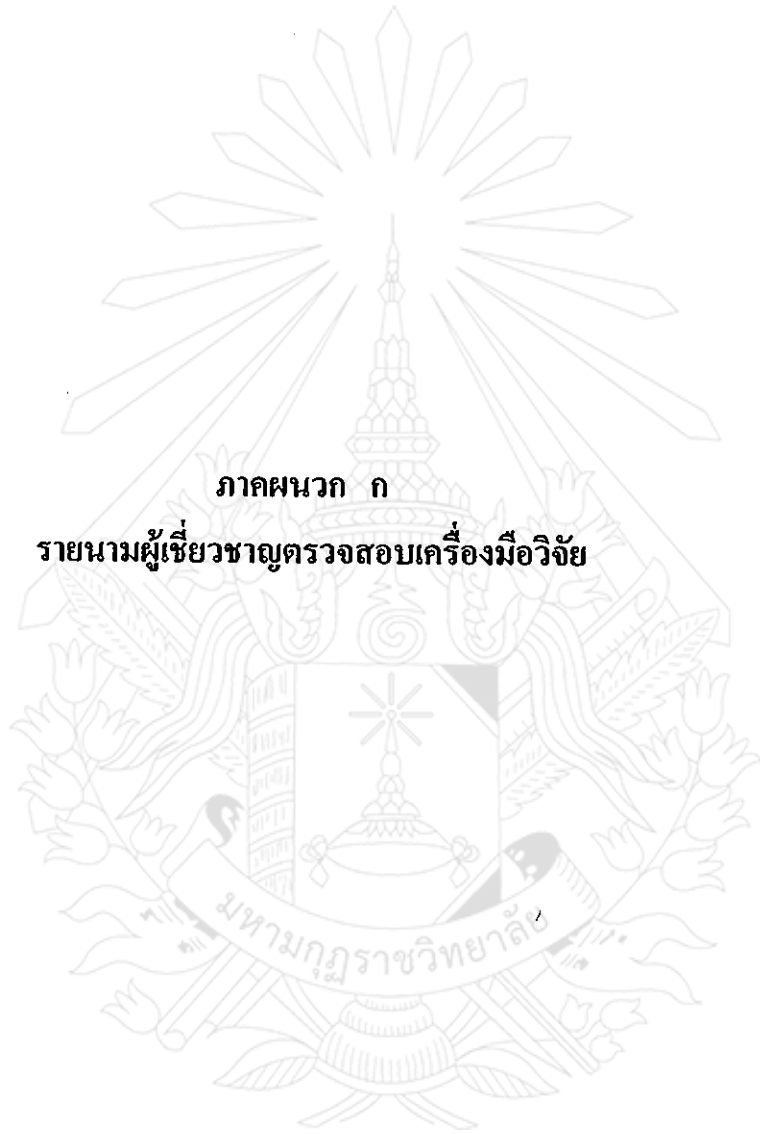 ภาคผนวก ก
รายนามผู้เชี่ยวชาญตรวจสอบเครื่องมือวิจัย
มหามกุฏราชวิทยาลัย